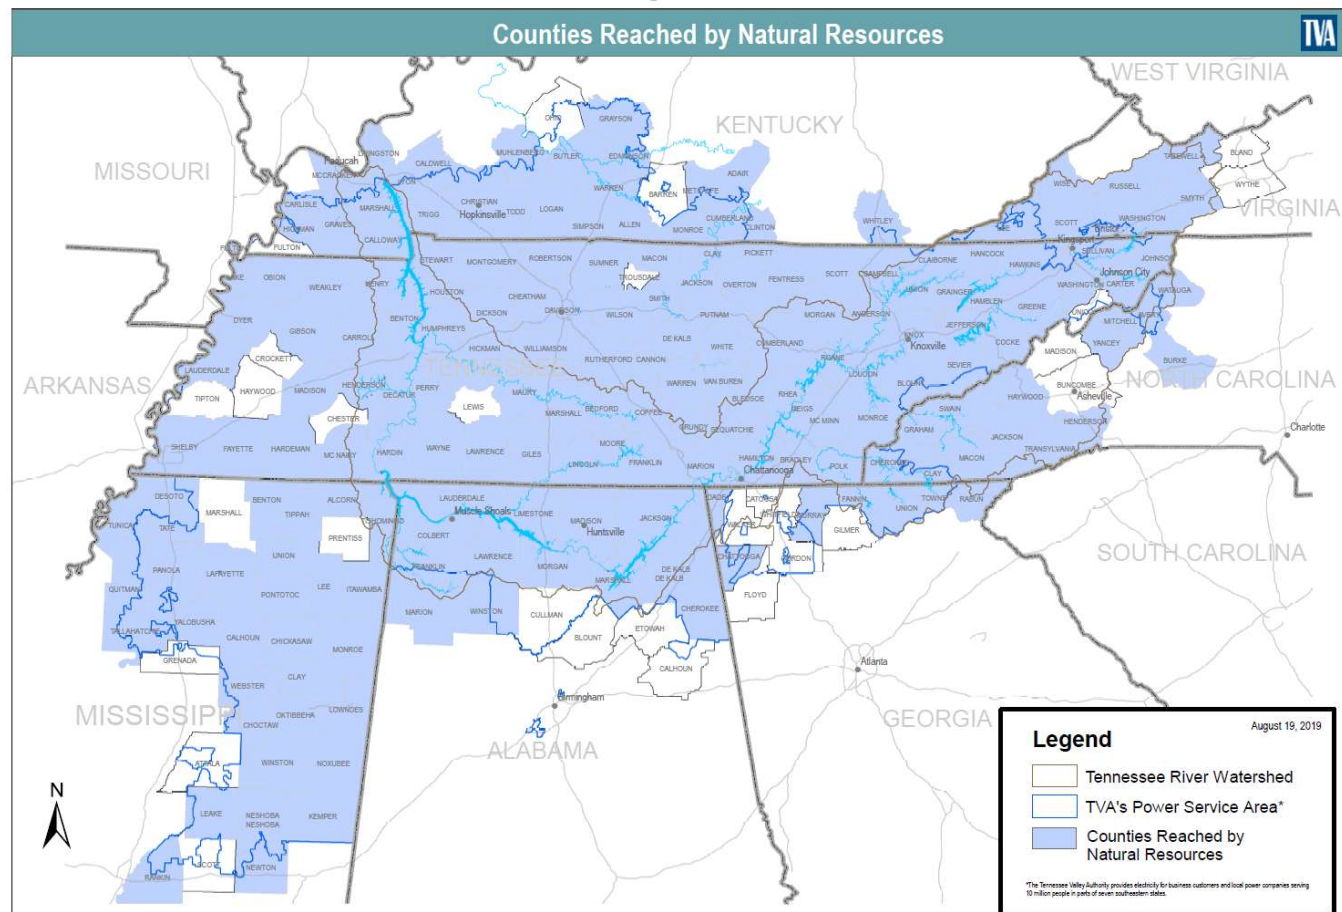 Counties Reached by Natural Resources
TVA
WEST VIRGINIA
KENTUCKY
MISSOURI
VIRGINIA
ARKANSAS
TENNESSEE
NORTH CAROLINA
SOUTH CAROLINA
MISSISSIPPI
ALABAMA
GEORGIA
OHIO
GRAYSON
LIVINGSTON
CALDWELL
MUHLENBERG
BUTLER
EDMONSON
Paducah
MCCRACKEN
LYON
CHRISTIAN
WARREN
BARREN
METCALFE
ADAIR
CARLISLE
MARSHALL
TRIGG
Hopkinsville
TODD
LOGAN
CUMBERLAND
HICKMAN
GRAVES
SIMPSON
ALLEN
MONROE
CLINTON
WHITLEY
FULTON
CALLOWAY
TAZEWELL
BLAND
WISE
RUSSELL
WYTHE
SMYTH
SCOTT
WASHINGTON
LEE
Bristol
Kingsport
SULLIVAN
JOHNSON
STEWART
MONTGOMERY
ROBERTSON
SUMNER
MACON
CLAY
PICKETT
SCOTT
CAMPBELL
CLAIBORNE
HANCOCK
HAWKINS
LAKE
OBION
WEAKLEY
HENRY
HOUSTON
TROUSDALE
JACKSON
OVERTON
FENTRESS
UNION
GRAINGER
HAMBLEN
GREENE
WASHINGTON
CARTER
Johnson City
WATAUGA
DYER
GIBSON
CARROLL
BENTON
HUMPHREYS
DICKSON
CHEATHAM
DAVIDSON
WILSON
SMITH
PUTNAM
MORGAN
ANDERSON
JEFFERSON
UNICOI
MITCHELL
AVERY
KNOX
Knoxville
COCKE
YANCEY
LAUDERDALE
CROCKETT
HICKMAN
WILLIAMSON
RUTHERFORD
CANNON
DE KALB
WHITE
CUMBERLAND
ROANE
LOUDON
SEVIER
MADISON
BURKE
TIPTON
HAYWOOD
MADISON
HENDERSON
DECATUR
PERRY
LEWIS
MAURY
MARSHALL
BEDFORD
COFFEE
WARREN
VAN BUREN
BLEDSOE
RHEA
MEIGS
BLOUNT
MONROE
SWAIN
HAYWOOD
BUNCOMBE
Asheville
CHESTER
GRUNDY
SEQUATCHIE
MC MINN
GRAHAM
JACKSON
HENDERSON
TRANSYLVANIA
Charlotte
SHELBY
FAYETTE
HARDEMAN
MC NAIRY
HARDIN
WAYNE
LAWRENCE
GILES
LINCOLN
MOORE
FRANKLIN
MARION
HAMILTON
Chattanooga
BRADLEY
POLK
CHEROKEE
MACON
CLAY
DESOTO
MARSHALL
BENTON
TIPPAH
ALCORN
TISHOMINGO
LAUDERDALE
Muscle Shoals
LIMESTONE
MADISON
Huntsville
JACKSON
DADE
CATOOSA
WALKER
WHITFIELD
MURRAY
FANNIN
GILMER
UNION
TOWNS
RABUN
TUNICA
TATE
PRENTISS
COLBERT
FRANKLIN
LAWRENCE
MORGAN
MARSHALL
DE KALB
DE KALB
CHATTOOGA
GORDON
FLOYD
UNION
PANOLA
LAFAYETTE
QUITMAN
PONTOTOC
LEE
ITAWAMBA
MARION
WINSTON
CULLMAN
BLOUNT
ETOWAH
CHEROKEE
CALHOUN
TALLAHATCHIE
YALOBUSHA
CALHOUN
CHICKASAW
MONROE
GRENADA
Atlanta
WEBSTER
CLAY
Birmingham
OKTIBBEHA
LOWNDES
CHOCTAW
ATTALA
WINSTON
NOXUBEE
LEAKE
NESHOBA
NESHOBA
KEMPER
SCOTT
NEWTON
RANKIN
N
August 19, 2019
Legend
Tennessee River Watershed
TVA's Power Service Area*
Counties Reached by
Natural Resources
*The Tennessee Valley Authority provides electricity for business customers and local power companies serving
10 million people in parts of seven southeastern states.